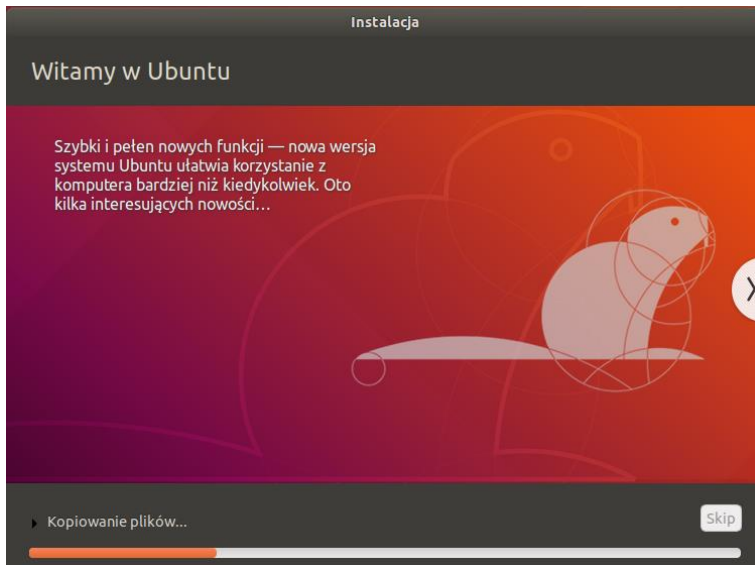 Instalacja
Witamy w Ubuntu
Szybki i pełen nowych funkcji — nowa wersja
systemu Ubuntu ułatwia korzystanie z
komputera bardziej niż kiedykolwiek. Oto
kilka interesujących nowości…
Kopiowanie plików...
Skip